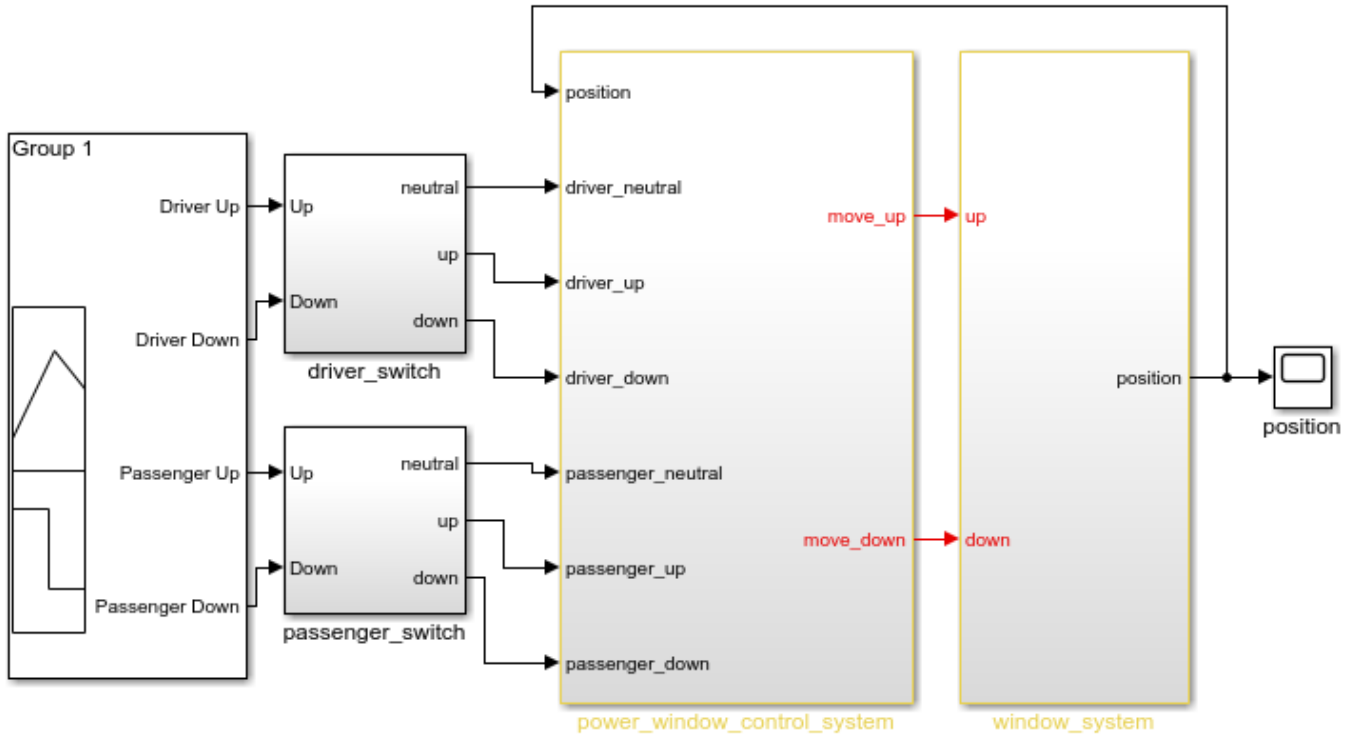 Group 1
Driver Up
Driver Down
Passenger Up
Passenger Down
Up
Down
neutral
up
down
driver_switch
Up
Down
neutral
up
down
passenger_switch
position
driver_neutral
driver_up
driver_down
passenger_neutral
passenger_up
passenger_down
move_up
move_down
power_window_control_system
up
down
position
window_system
position